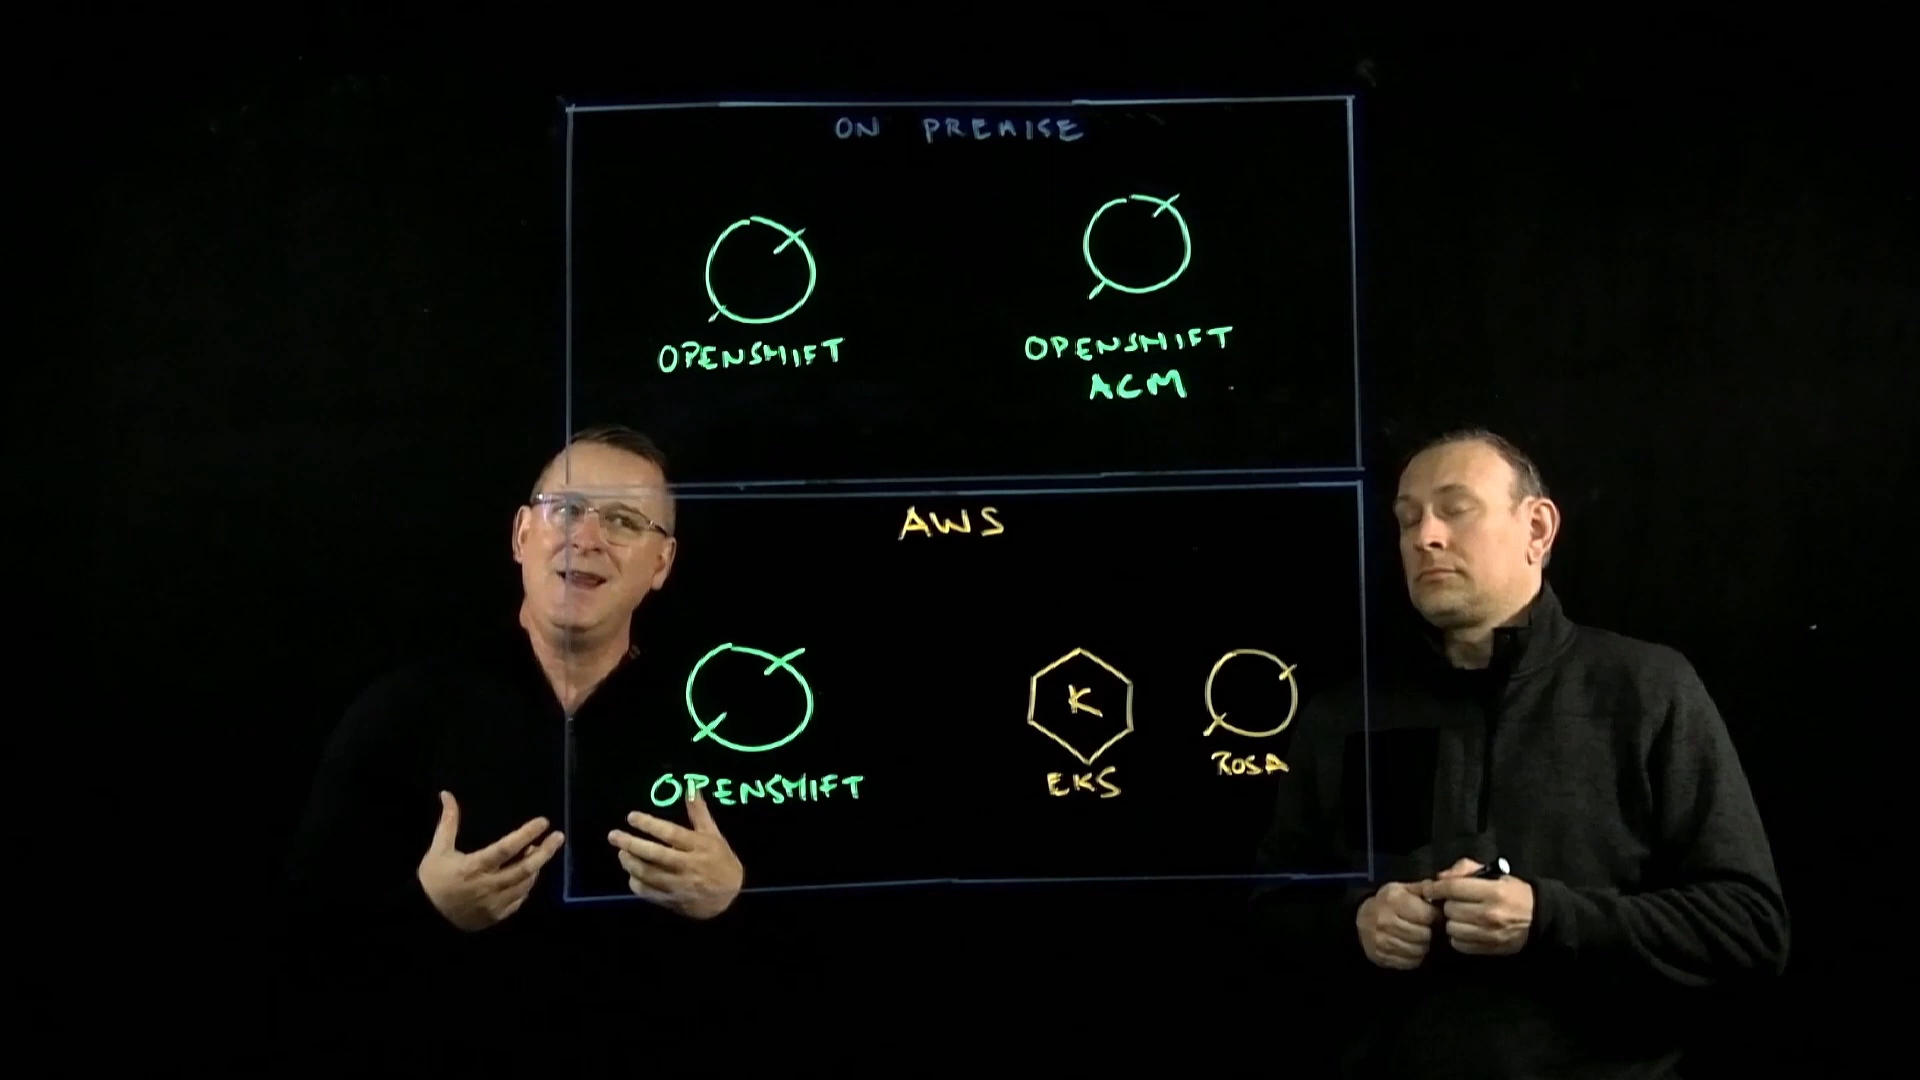 ON PREMISE
OPENSHIFT
OPENSHIFT
ACM
AWS
OPENSHIFT
K
EKS
ROSA